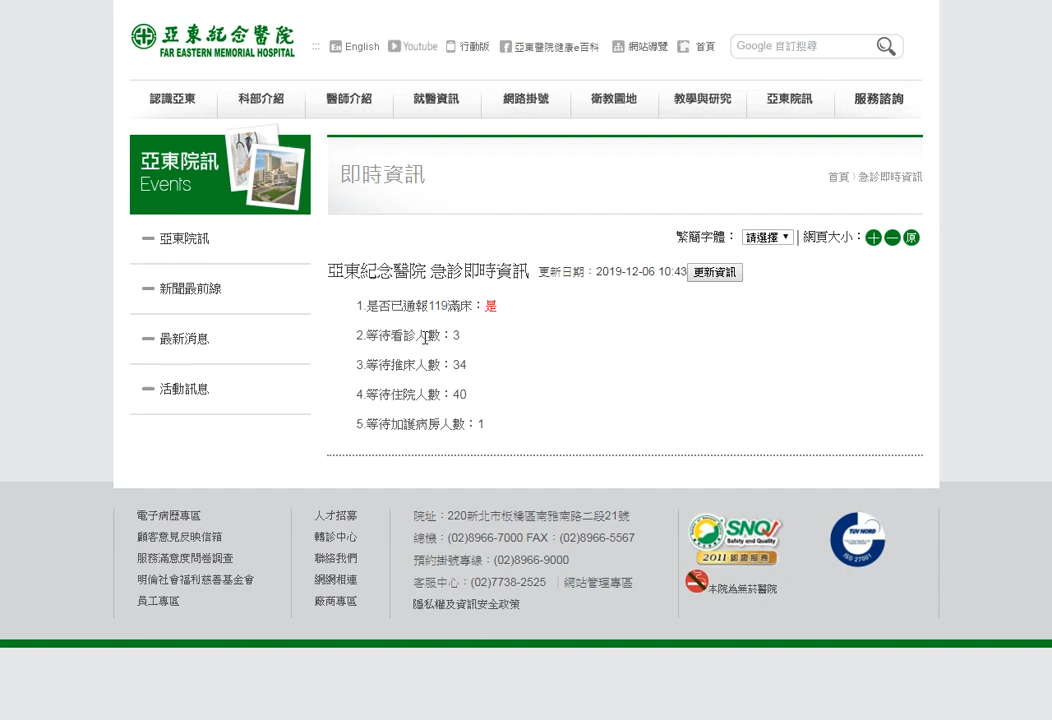 亞東紀念醫院
FAR EASTERN MEMORIAL HOSPITAL
::: En English Youtube 行動版 亞東醫院健康e百科 網站導覽 首頁 Google 自訂搜尋
認識亞東 科部介紹 醫師介紹 就醫資訊 網路掛號 衛教園地 教學與研究 亞東院訊 服務諮詢
亞東院訊
Events
亞東院訊
新聞最前線
最新消息
活動訊息
即時資訊
首頁 | 急診即時資訊
繁簡字體： 請選擇 ▼ | 網頁大小：＋ － 原
亞東紀念醫院 急診即時資訊 更新日期：2019-12-06 10:43 更新資訊
1.是否已通報119滿床：是
2.等待看診人數：3
3.等待推床人數：34
4.等待住院人數：40
5.等待加護病房人數：1
電子病歷專區
顧客意見反映信箱
服務滿意度問卷調查
明倫社會福利慈善基金會
員工專區
人才招募
轉診中心
聯絡我們
網網相連
廠商專區
院址：220新北市板橋區南雅南路二段21號
總機：(02)8966-7000 FAX：(02)8966-5567
預約掛號專線：(02)8966-9000
客服中心：(02)7738-2525 ｜網站管理專區
隱私權及資訊安全政策
SNQ
Safety and Quality
2011 認證服務
本院為無菸醫院
TÜV NORD
ISO 27001